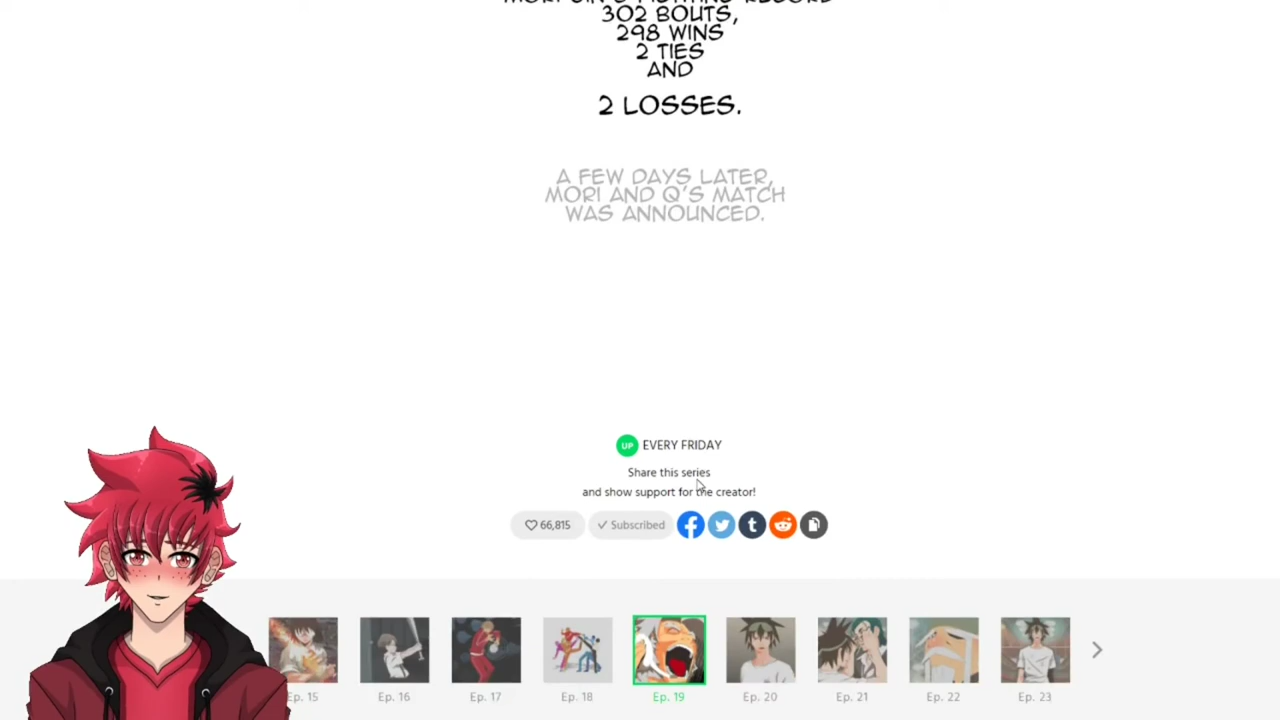 302 BOUTS,
298 WINS
2 TIES
AND
2 LOSSES.
A FEW DAYS LATER,
MORI AND Q'S MATCH
WAS ANNOUNCED.
UP EVERY FRIDAY
Share this series
and show support for the creator!
66,815 Subscribed
Ep. 15 Ep. 16 Ep. 17 Ep. 18 Ep. 19 Ep. 20 Ep. 21 Ep. 22 Ep. 23